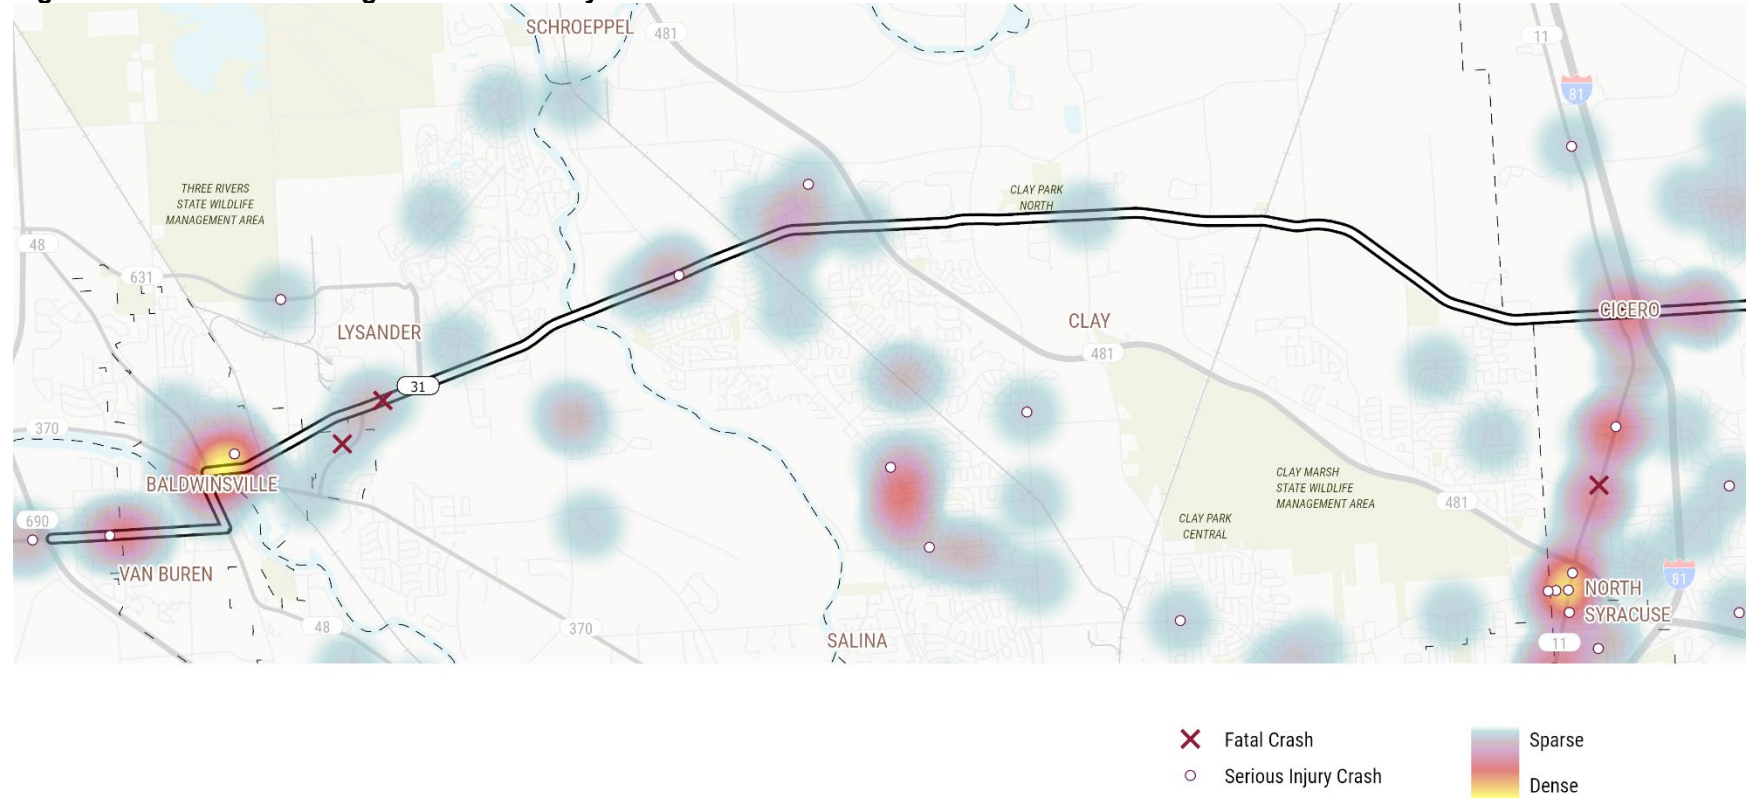 SCHROEPPEL
481
11
81
THREE RIVERS
STATE WILDLIFE
MANAGEMENT AREA
CLAY PARK
NORTH
48
631
LYSANDER
CLAY
CICERO
481
31
370
BALDWINSVILLE
CLAY MARSH
STATE WILDLIFE
MANAGEMENT AREA
481
690
CLAY PARK
CENTRAL
VAN BUREN
81
NORTH
SYRACUSE
48
370
SALINA
11
Fatal Crash
Serious Injury Crash
Sparse
Dense